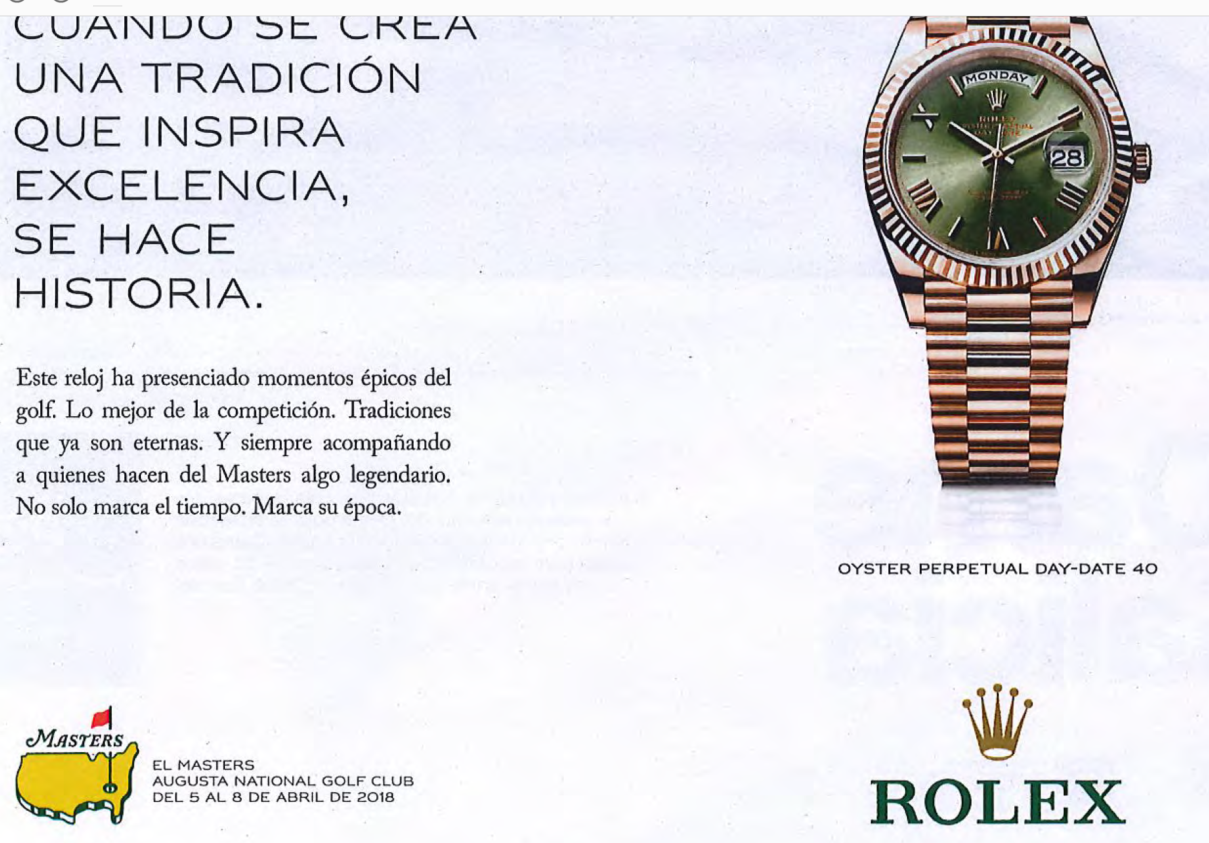 CUANDO SE CREA
UNA TRADICIÓN
QUE INSPIRA
EXCELENCIA,
SE HACE
HISTORIA.
Este reloj ha presenciado momentos épicos del
golf. Lo mejor de la competición. Tradiciones
que ya son eternas. Y siempre acompañando
a quienes hacen del Masters algo legendario.
No solo marca el tiempo. Marca su época.
MONDAY
ROLEX
28
OYSTER PERPETUAL DAY-DATE 40
MASTERS
EL MASTERS
AUGUSTA NATIONAL GOLF CLUB
DEL 5 AL 8 DE ABRIL DE 2018
ROLEX